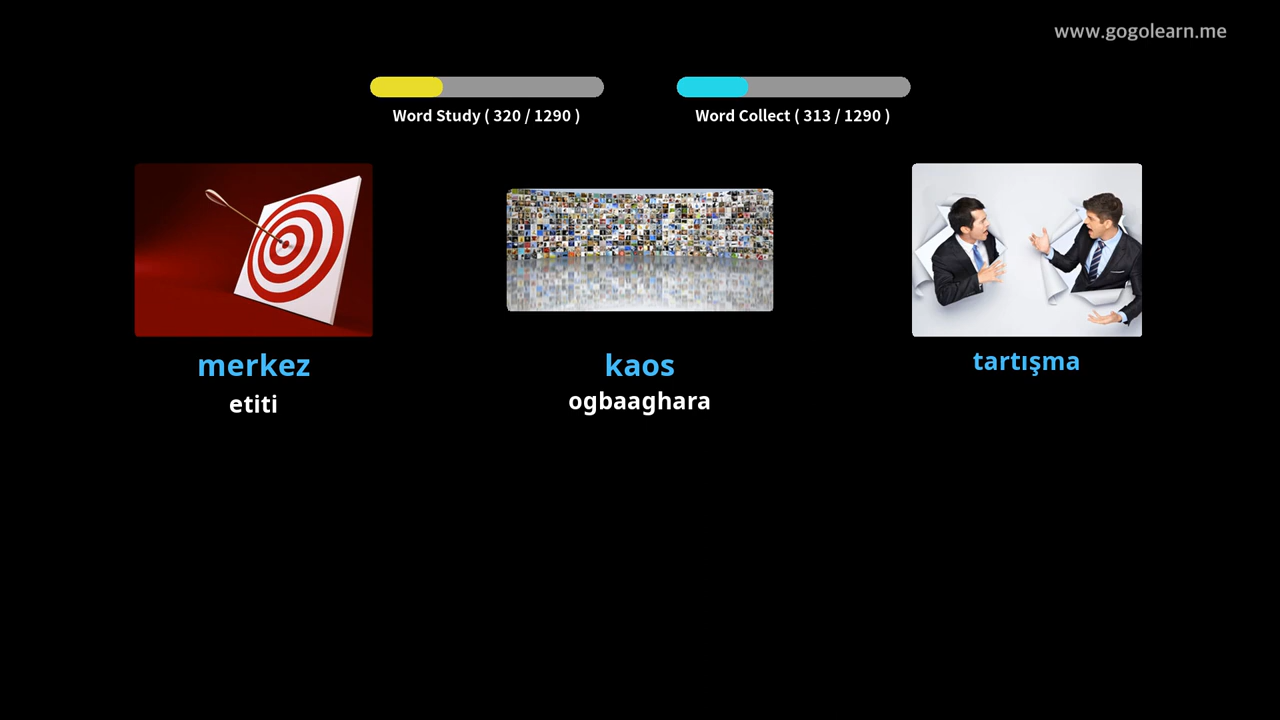 www.gogolearn.me
Word Study ( 320 / 1290 )
Word Collect ( 313 / 1290 )
merkez
etiti
kaos
ogbaaghara
tartışma